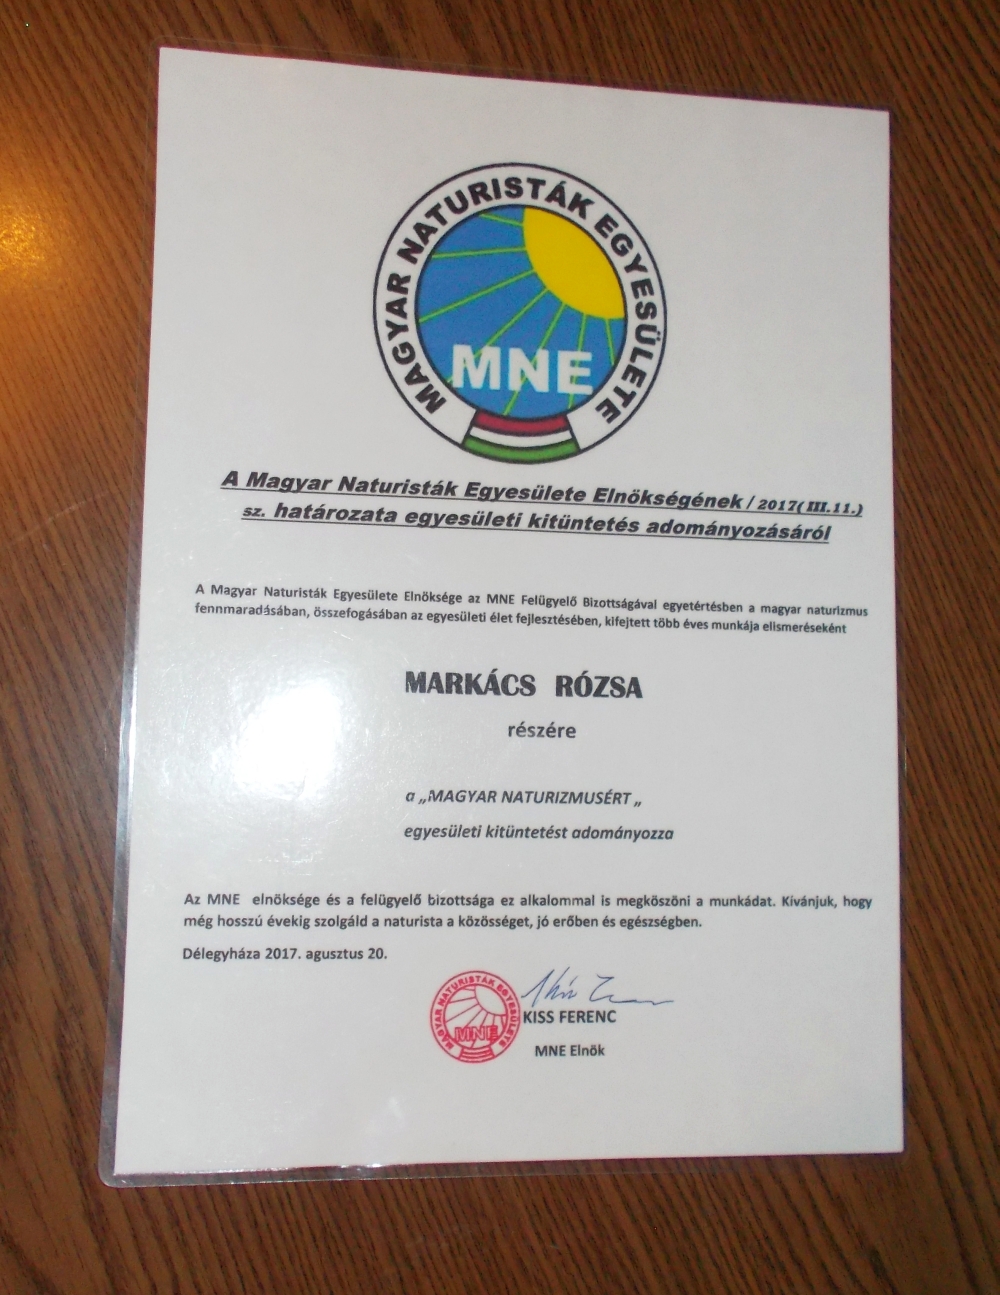 MAGYAR NATURISTÁK EGYESÜLETE
MNE
A Magyar Naturisták Egyesülete Elnökségének / 2017(III.11.)
sz. határozata egyesületi kitüntetés adományozásáról
A Magyar Naturisták Egyesülete Elnöksége az MNE Felügyelő Bizottságával egyetértésben a magyar naturizmus
fennmaradásában, összefogásában az egyesületi élet fejlesztésében, kifejtett több éves munkája elismeréseként
MARKÁCS RÓZSA
részére
a „MAGYAR NATURIZMUSÉRT „
egyesületi kitüntetést adományozza
Az MNE elnöksége és a felügyelő bizottsága ez alkalommal is megköszöni a munkádat. Kívánjuk, hogy
még hosszú évekig szolgáld a naturista a közösséget, jó erőben és egészségben.
Délegyháza 2017. agusztus 20.
MAGYAR NATURISTÁK EGYESÜLETE
MNE
KISS FERENC
MNE Elnök